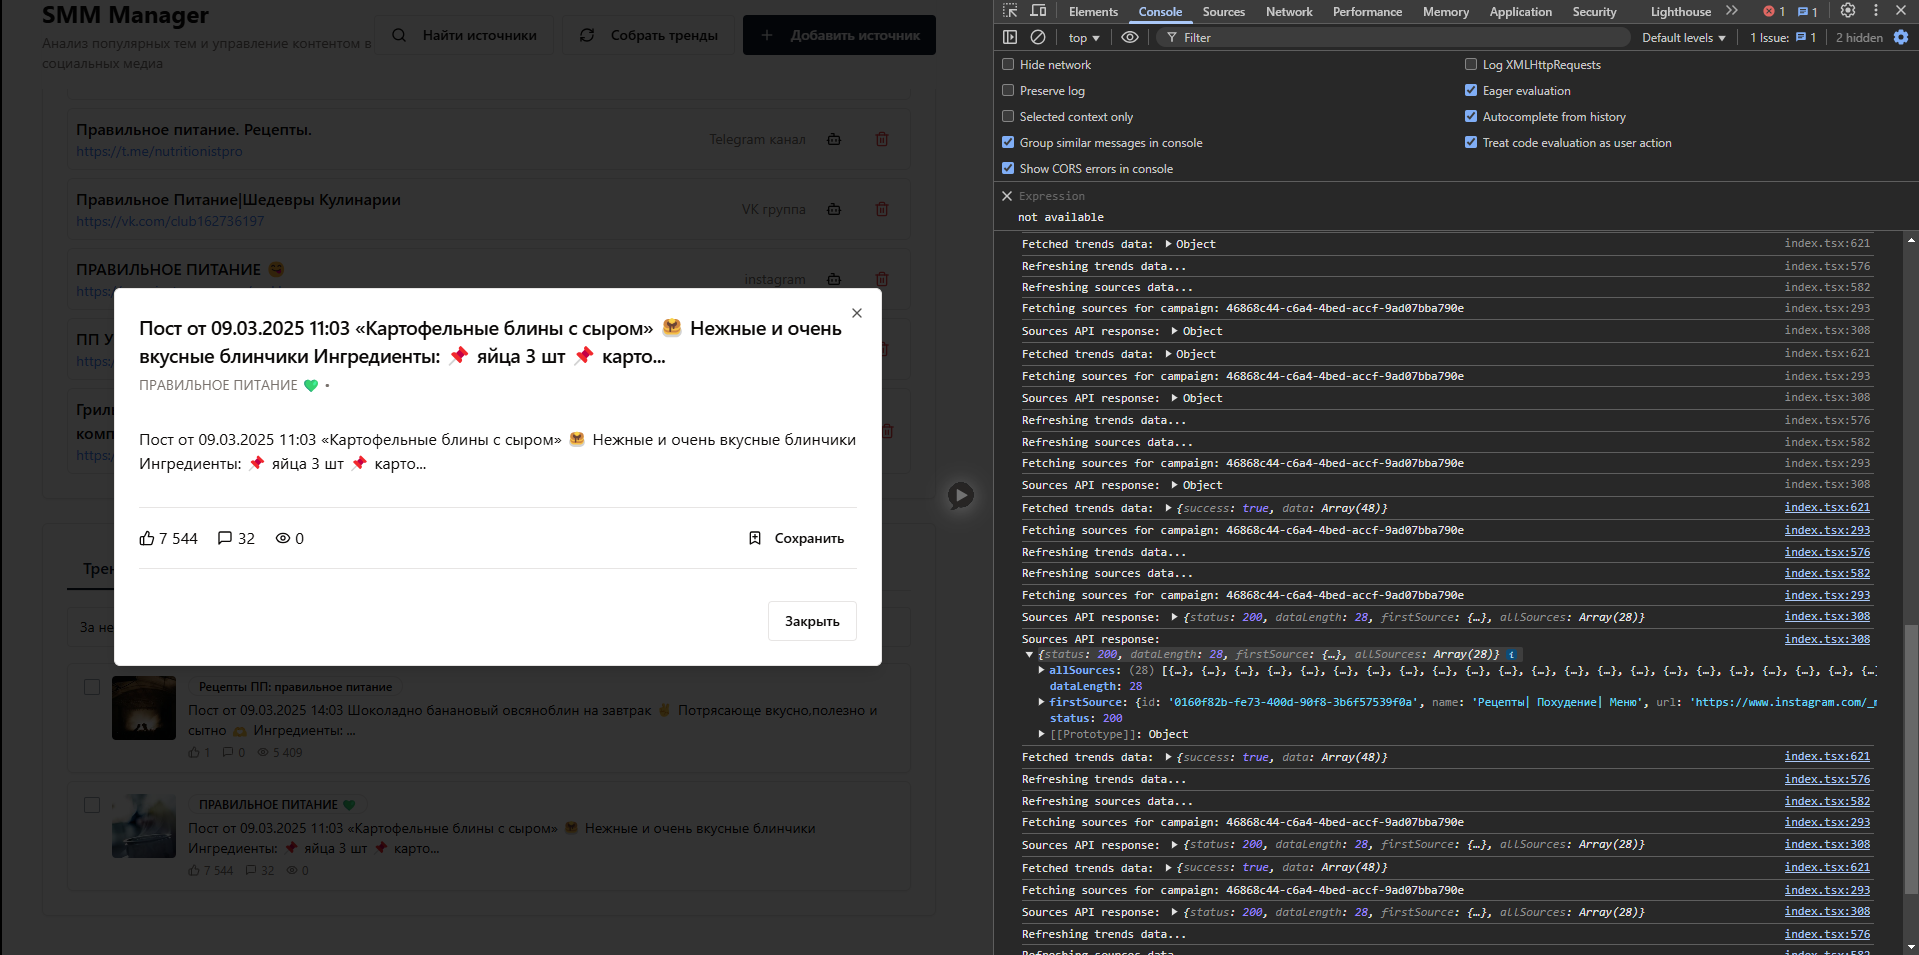 SMM Manager
Анализ популярных тем и управление контентом в
социальных медиа
Найти источники
Собрать тренды
Добавить источник
Правильное питание. Рецепты.
https://t.me/nutritionistpro
Telegram канал
Правильное Питание|Шедевры Кулинарии
https://vk.com/club162736197
VK группа
ПРАВИЛЬНОЕ ПИТАНИЕ 😋
instagram
Пост от 09.03.2025 11:03 «Картофельные блины с сыром» 🥞 Нежные и очень
вкусные блинчики Ингредиенты: 📌 яйца 3 шт 📌 карто...
ПРАВИЛЬНОЕ ПИТАНИЕ 💚 •
Пост от 09.03.2025 11:03 «Картофельные блины с сыром» 🥞 Нежные и очень вкусные блинчики
Ингредиенты: 📌 яйца 3 шт 📌 карто...
7 544 32 0
Сохранить
Закрыть
Рецепты ПП: правильное питание
Пост от 09.03.2025 14:03 Шоколадно банановый овсяноблин на завтрак ✌ Потрясающе вкусно,полезно и
сытно 🫶 Ингредиенты: ...
1 0 5 409
ПРАВИЛЬНОЕ ПИТАНИЕ 💚
Пост от 09.03.2025 11:03 «Картофельные блины с сыром» 🥞 Нежные и очень вкусные блинчики
Ингредиенты: 📌 яйца 3 шт 📌 карто...
7 544 32 0
Elements Console Sources Network Performance Memory Application Security Lighthouse 1 1
top Filter Default levels 1 Issue: 1 2 hidden
Hide network
Log XMLHttpRequests
Preserve log
Eager evaluation
Selected context only
Autocomplete from history
Group similar messages in console
Treat code evaluation as user action
Show CORS errors in console
Expression
not available
Fetched trends data: Object index.tsx:621
Refreshing trends data... index.tsx:576
Refreshing sources data... index.tsx:582
Fetching sources for campaign: 46868c44-c6a4-4bed-accf-9ad07bba790e index.tsx:293
Sources API response: Object index.tsx:308
Fetched trends data: Object index.tsx:621
Fetching sources for campaign: 46868c44-c6a4-4bed-accf-9ad07bba790e index.tsx:293
Sources API response: Object index.tsx:308
Refreshing trends data... index.tsx:576
Refreshing sources data... index.tsx:582
Fetching sources for campaign: 46868c44-c6a4-4bed-accf-9ad07bba790e index.tsx:293
Sources API response: Object index.tsx:308
Fetched trends data: {success: true, data: Array(48)} index.tsx:621
Fetching sources for campaign: 46868c44-c6a4-4bed-accf-9ad07bba790e index.tsx:293
Refreshing trends data... index.tsx:576
Refreshing sources data... index.tsx:582
Fetching sources for campaign: 46868c44-c6a4-4bed-accf-9ad07bba790e index.tsx:293
Sources API response: {status: 200, dataLength: 28, firstSource: {…}, allSources: Array(28)} index.tsx:308
Sources API response: index.tsx:308
{status: 200, dataLength: 28, firstSource: {…}, allSources: Array(28)}
allSources: (28) [{…}, {…}, {…}, {…}, {…}, {…}, {…}, {…}, {…}, {…}, {…}, {…}, {…}, {…}, {…}, {…}, {…}, {…}, {…}, {…}, {…}, {…
dataLength: 28
firstSource: {id: '0160f82b-fe73-400d-90f8-3b6f57539f0a', name: 'Рецепты| Похудение| Меню', url: 'https://www.instagram.com/_
status: 200
[[Prototype]]: Object
Fetched trends data: {success: true, data: Array(48)} index.tsx:621
Refreshing trends data... index.tsx:576
Refreshing sources data... index.tsx:582
Fetching sources for campaign: 46868c44-c6a4-4bed-accf-9ad07bba790e index.tsx:293
Sources API response: {status: 200, dataLength: 28, firstSource: {…}, allSources: Array(28)} index.tsx:308
Fetched trends data: {success: true, data: Array(48)} index.tsx:621
Fetching sources for campaign: 46868c44-c6a4-4bed-accf-9ad07bba790e index.tsx:293
Sources API response: {status: 200, dataLength: 28, firstSource: {…}, allSources: Array(28)} index.tsx:308
Refreshing trends data... index.tsx:576